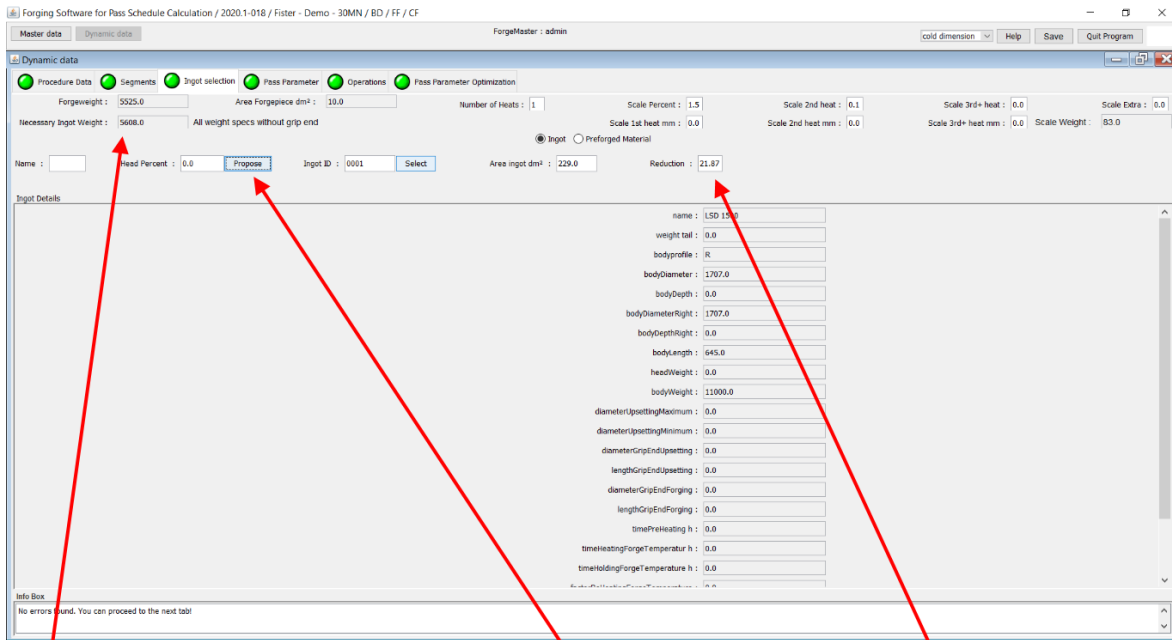 Forging Software for Pass Schedule Calculation / 2020.1-018 / Fister - Demo - 30MN / BD / FF / CF
Master data Dynamic data ForgeMaster : admin cold dimension Help Save Quit Program
Dynamic data
Procedure Data Segments Ingot selection Pass Parameter Operations Pass Parameter Optimization
Forgeweight : 5525.0 Area Forgepiece dm² : 10.0 Number of Heats : 1 Scale Percent : 1.5 Scale 2nd heat : 0.1 Scale 3rd+ heat : 0.0 Scale Extra : 0.0
Necessary Ingot Weight : 5608.0 All weight specs without grip end Scale 1st heat mm : 0.0 Scale 2nd heat mm : 0.0 Scale 3rd+ heat mm : 0.0 Scale Weight : 83.0
Ingot Preforged Material
Name : Head Percent : 0.0 Propose Ingot ID : 0001 Select Area ingot dm² : 229.0 Reduction : 21.87
Ingot Details
name : LSD
weight tail : 0.0
bodyprofile : R
bodyDiameter : 1707.0
bodyDepth : 0.0
bodyDiameterRight : 1707.0
bodyDepthRight : 0.0
bodyLength : 645.0
headWeight : 0.0
bodyWeight : 11000.0
diameterUpsettingMaximum : 0.0
diameterUpsettingMinimum : 0.0
diameterGripEndUpsetting : 0.0
lengthGripEndUpsetting : 0.0
diameterGripEndForging : 0.0
lengthGripEndForging : 0.0
timePreHeating h : 0.0
timeHeatingForgeTemperatur h : 0.0
timeHoldingForgeTemperature h : 0.0
Info Box
No errors found. You can proceed to the next tab!